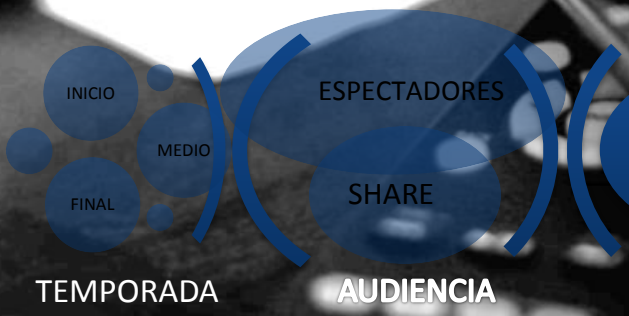 INICIO
MEDIO
FINAL
TEMPORADA
ESPECTADORES
SHARE
AUDIENCIA